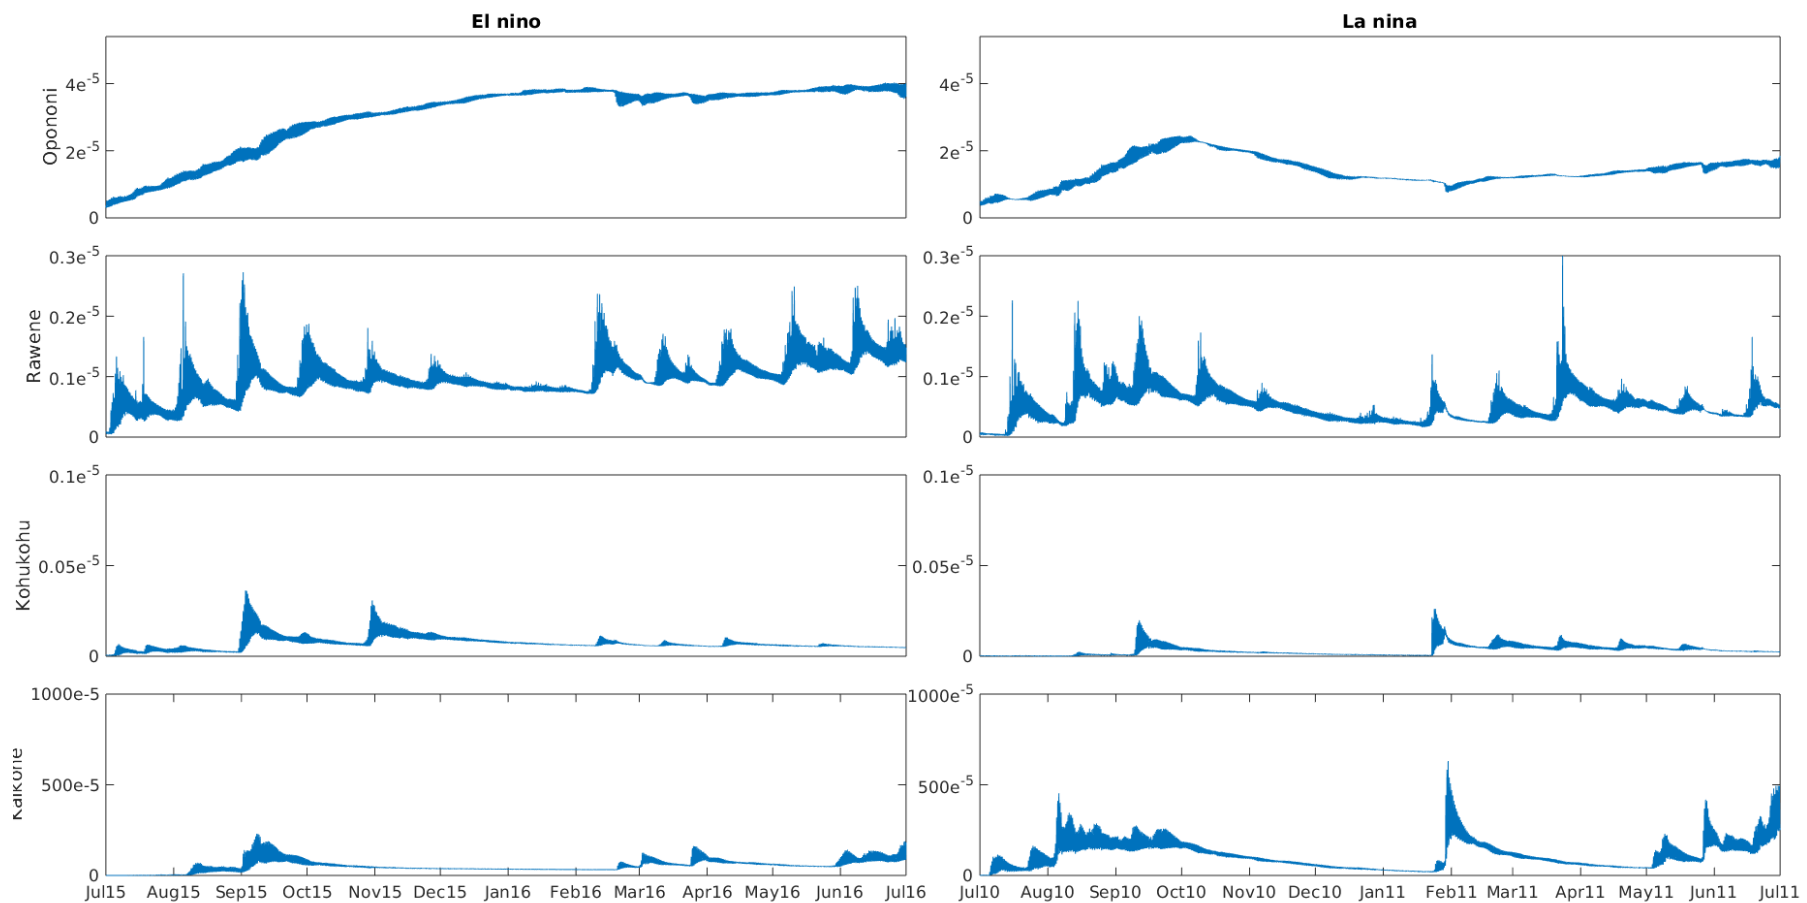 El nino
La nina
Opononi
4e-5
2e-5
0
4e-5
2e-5
0
Rawene
0.3e-5
0.2e-5
0.1e-5
0
0.3e-5
0.2e-5
0.1e-5
0
Kohukohu
0.1e-5
0.05e-5
0
0.1e-5
0.05e-5
0
1000e-5
500e-5
0
1000e-5
500e-5
0
Jul15 Aug15 Sep15 Oct15 Nov15 Dec15 Jan16 Feb16 Mar16 Apr16 May16 Jun16 Jul16
Jul10 Aug10 Sep10 Oct10 Nov10 Dec10 Jan11 Feb11 Mar11 Apr11 May11 Jun11 Jul11